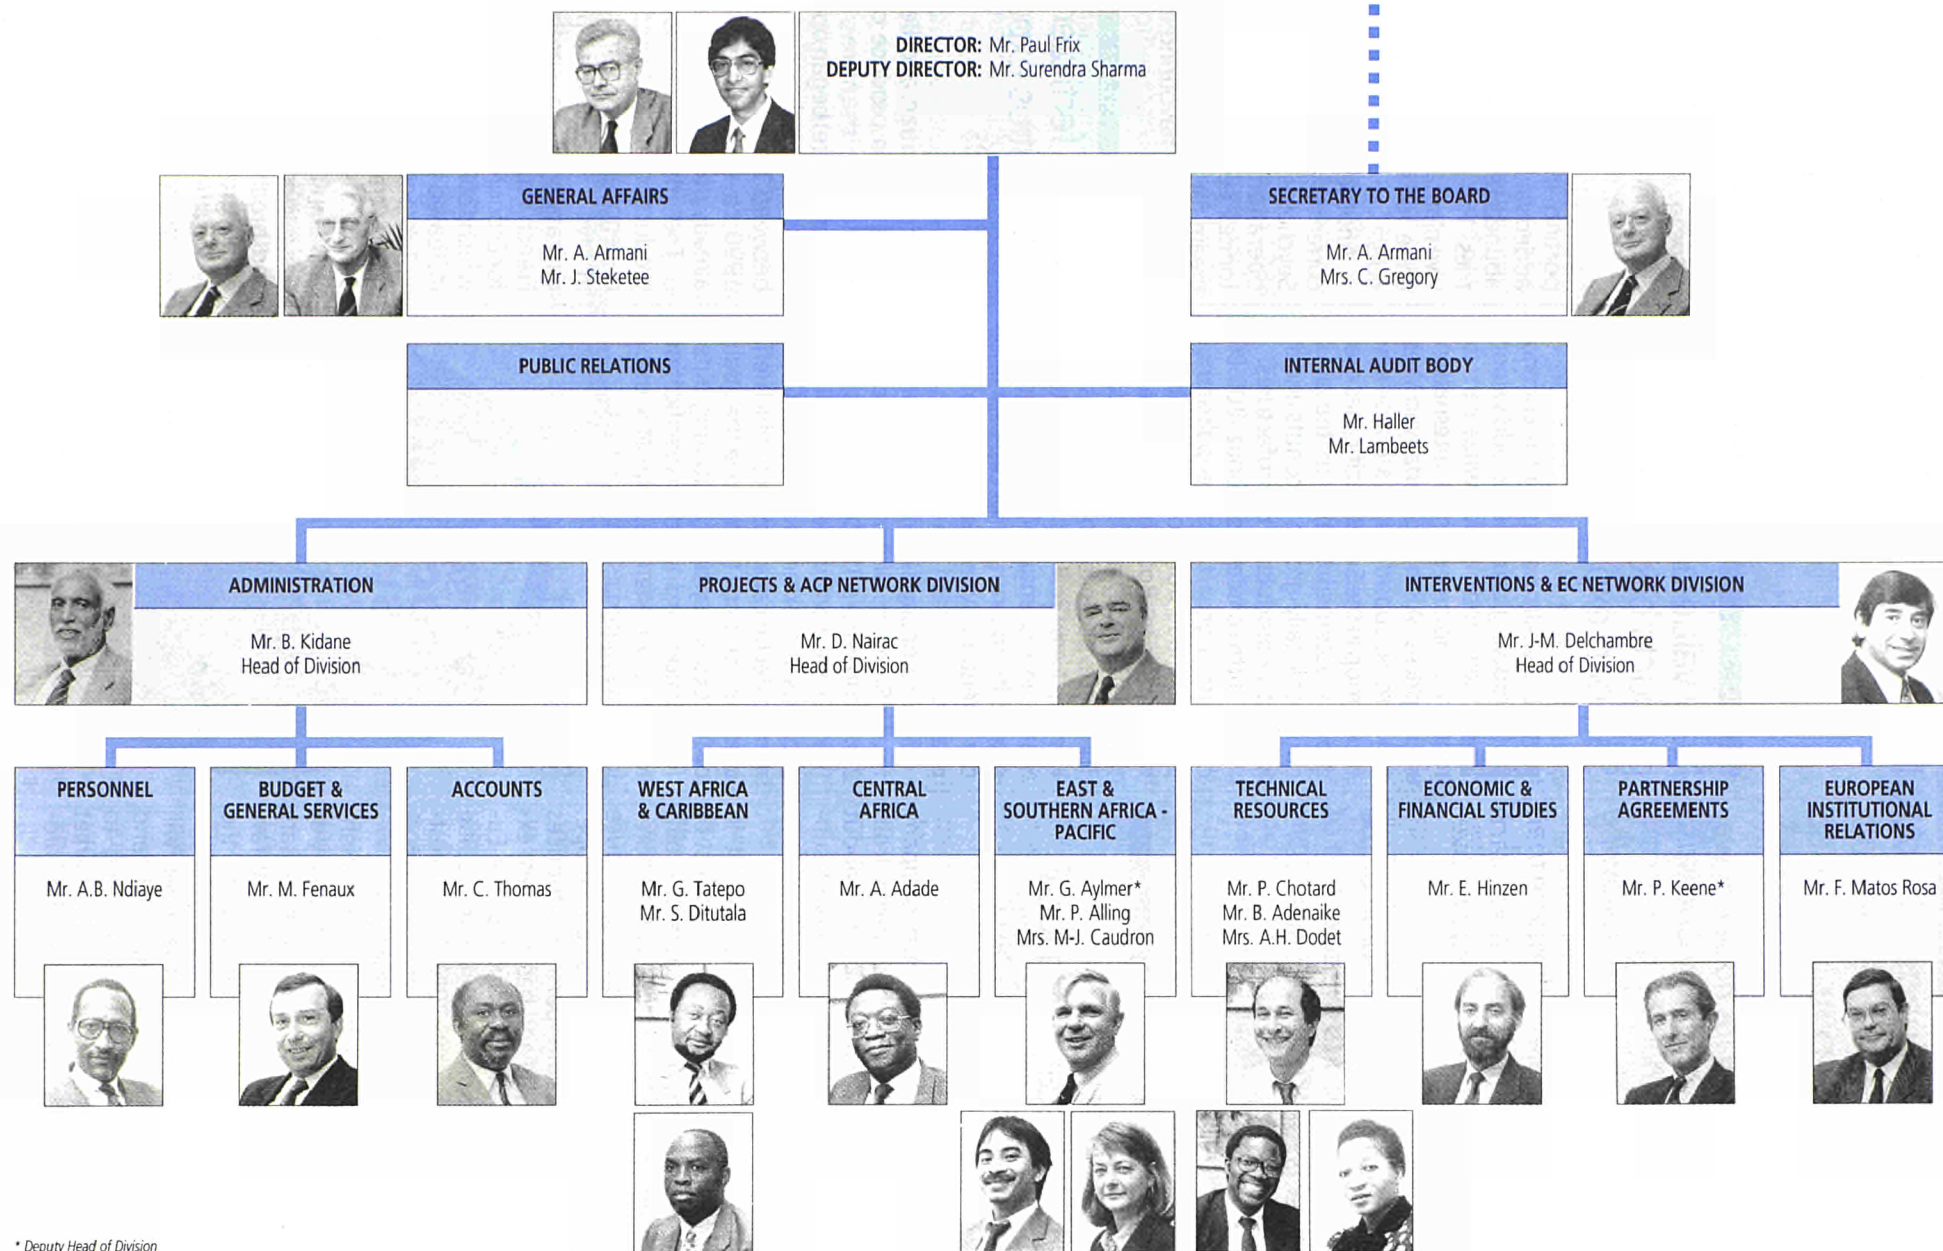 DIRECTOR: Mr. Paul Frix
DEPUTY DIRECTOR: Mr. Surendra Sharma
GENERAL AFFAIRS
Mr. A. Armani
Mr. J. Steketee
SECRETARY TO THE BOARD
Mr. A. Armani
Mrs. C. Gregory
PUBLIC RELATIONS
INTERNAL AUDIT BODY
Mr. Haller
Mr. Lambeets
ADMINISTRATION
Mr. B. Kidane
Head of Division
PROJECTS & ACP NETWORK DIVISION
Mr. D. Nairac
Head of Division
INTERVENTIONS & EC NETWORK DIVISION
Mr. J-M. Delchambre
Head of Division
PERSONNEL
Mr. A.B. Ndiaye
BUDGET &
GENERAL SERVICES
Mr. M. Fenaux
ACCOUNTS
Mr. C. Thomas
WEST AFRICA
& CARIBBEAN
Mr. G. Tatepo
Mr. S. Ditutala
CENTRAL
AFRICA
Mr. A. Adade
EAST &
SOUTHERN AFRICA -
PACIFIC
Mr. G. Aylmer*
Mr. P. Alling
Mrs. M-J. Caudron
TECHNICAL
RESOURCES
Mr. P. Chotard
Mr. B. Adenaike
Mrs. A.H. Dodet
ECONOMIC &
FINANCIAL STUDIES
Mr. E. Hinzen
PARTNERSHIP
AGREEMENTS
Mr. P. Keene*
EUROPEAN
INSTITUTIONAL
RELATIONS
Mr. F. Matos Rosa
* Deputy Head of Division